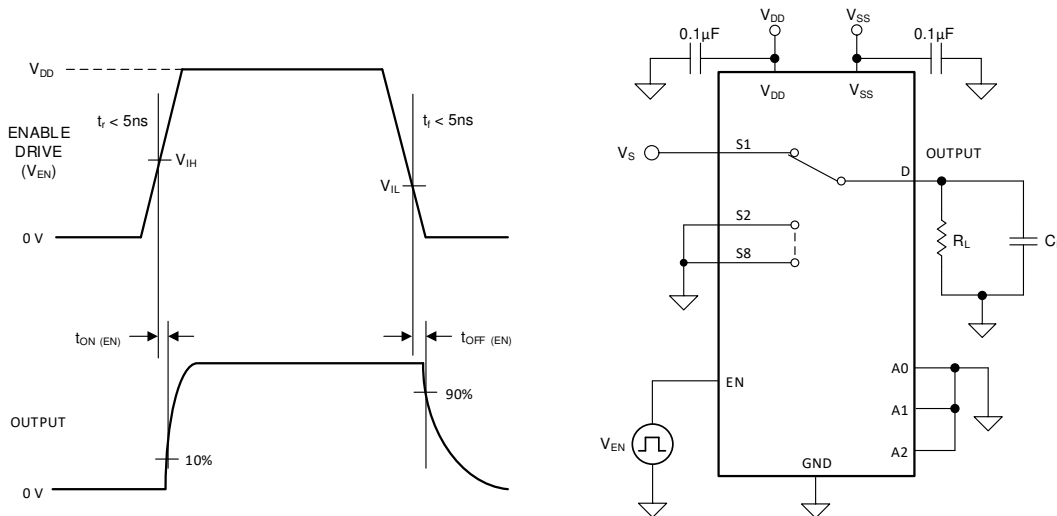 V_DD
ENABLE
DRIVE
(V_EN)
0 V
t_r < 5ns
V_IH
t_f < 5ns
V_IL
t_ON (EN)
t_OFF (EN)
OUTPUT
10%
90%
0 V
V_DD
V_SS
0.1µF
0.1µF
V_DD
V_SS
V_S
S1
D
OUTPUT
S2
S8
R_L
C
EN
V_EN
GND
A0
A1
A2